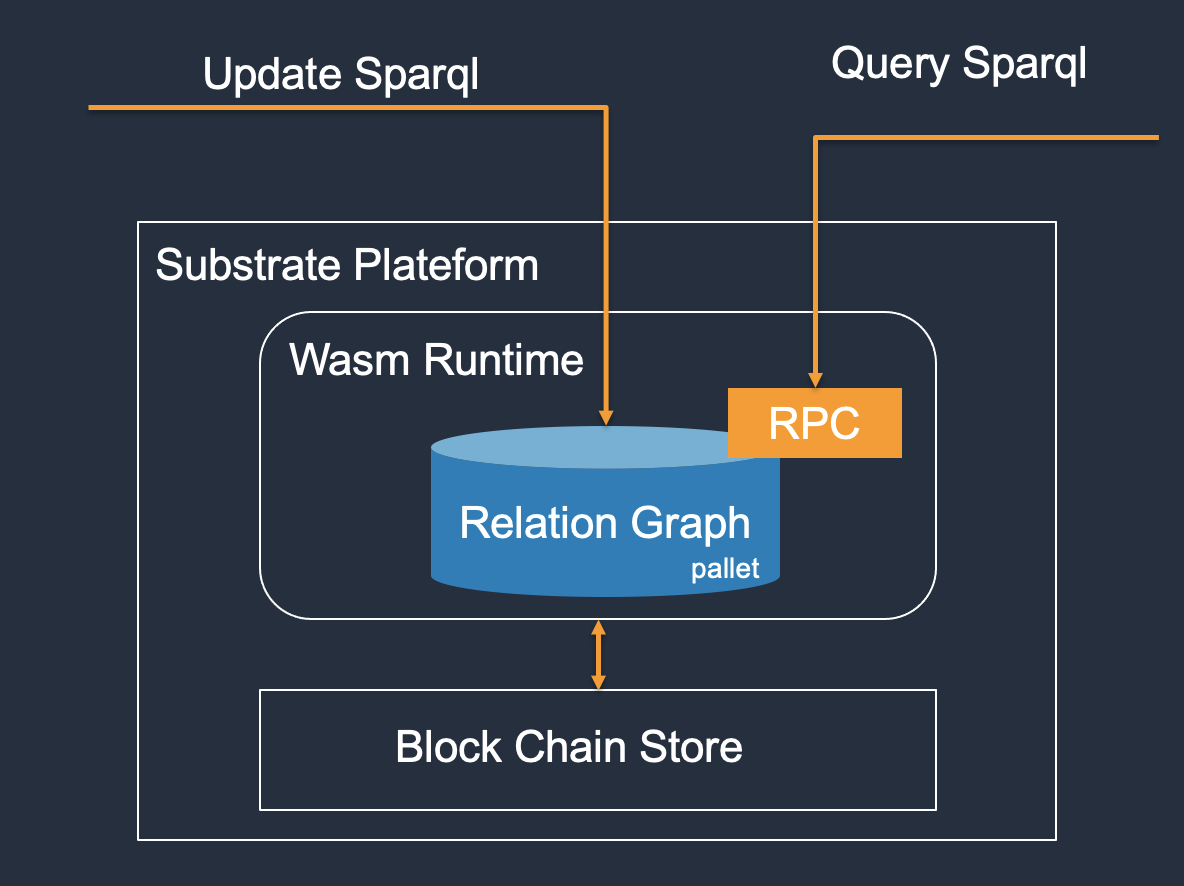 Update Sparql
Query Sparql
Substrate Plateform
Wasm Runtime
RPC
Relation Graph
pallet
Block Chain Store